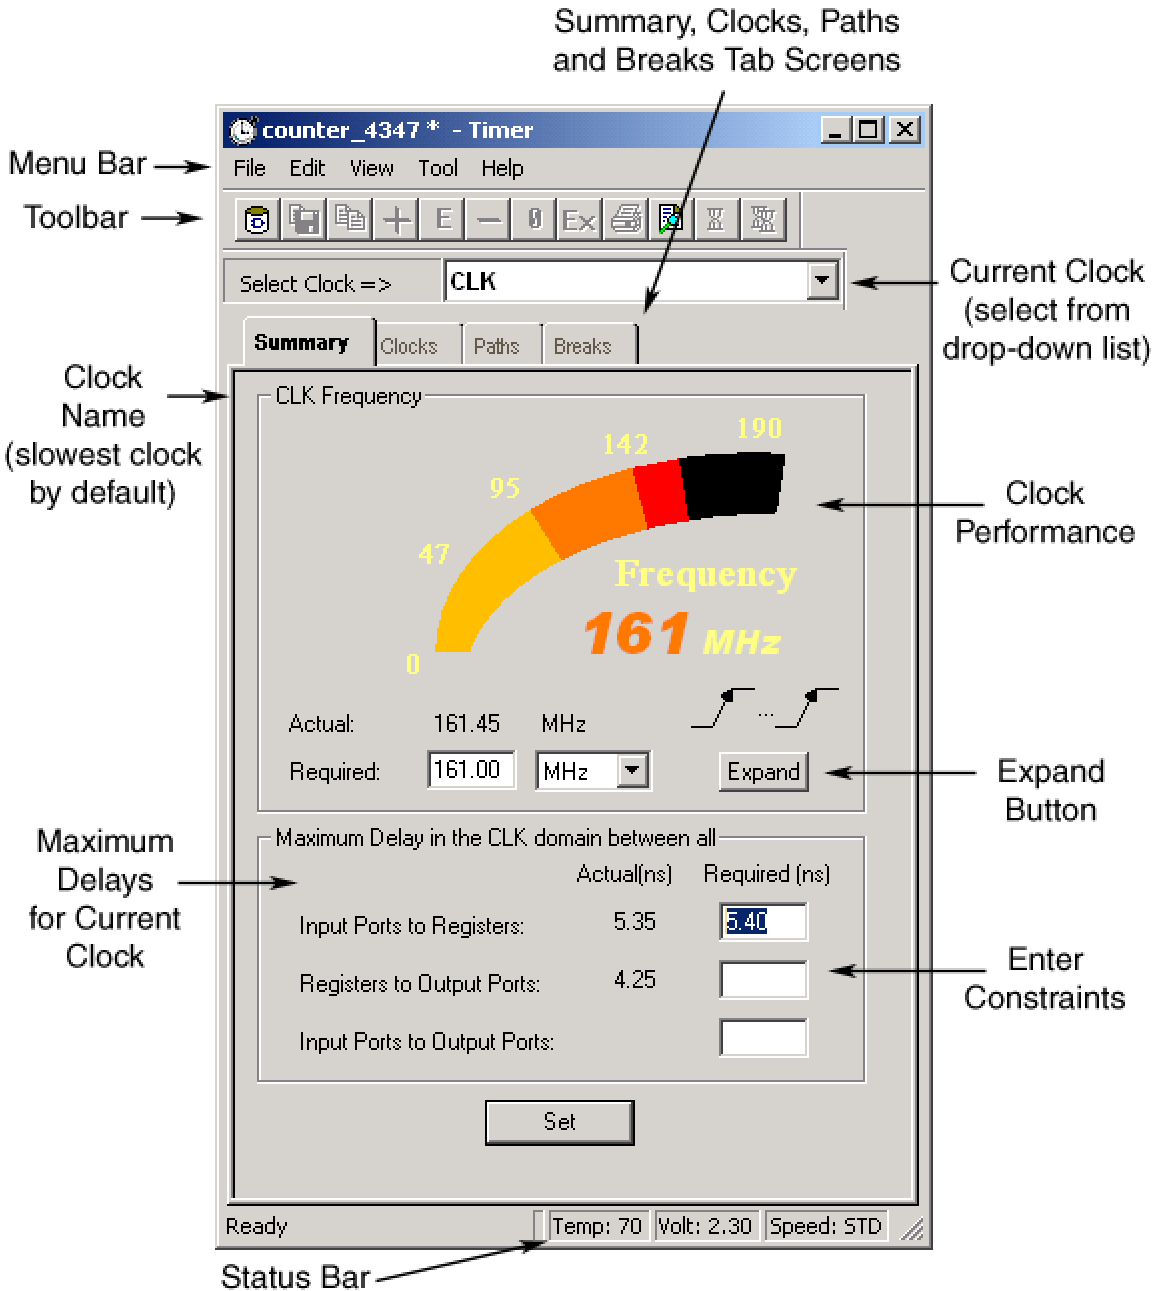 Summary, Clocks, Paths
and Breaks Tab Screens
counter_4347 * - Timer
Menu Bar
File Edit View Tool Help
Toolbar
E
0
Ex
Select Clock =>
CLK
Current Clock
(select from
drop-down list)
Summary
Clocks
Paths
Breaks
Clock
Name
(slowest clock
by default)
CLK Frequency
0
47
95
142
190
Clock
Performance
Frequency
161 MHz
Actual:
161.45
MHz
Required:
161.00
MHz
Expand
Expand
Button
Maximum Delay in the CLK domain between all
Maximum
Delays
for Current
Clock
Actual(ns)
Required (ns)
Input Ports to Registers:
5.35
5.40
Registers to Output Ports:
4.25
Enter
Constraints
Input Ports to Output Ports:
Set
Ready
Temp: 70
Volt: 2.30
Speed: STD
Status Bar